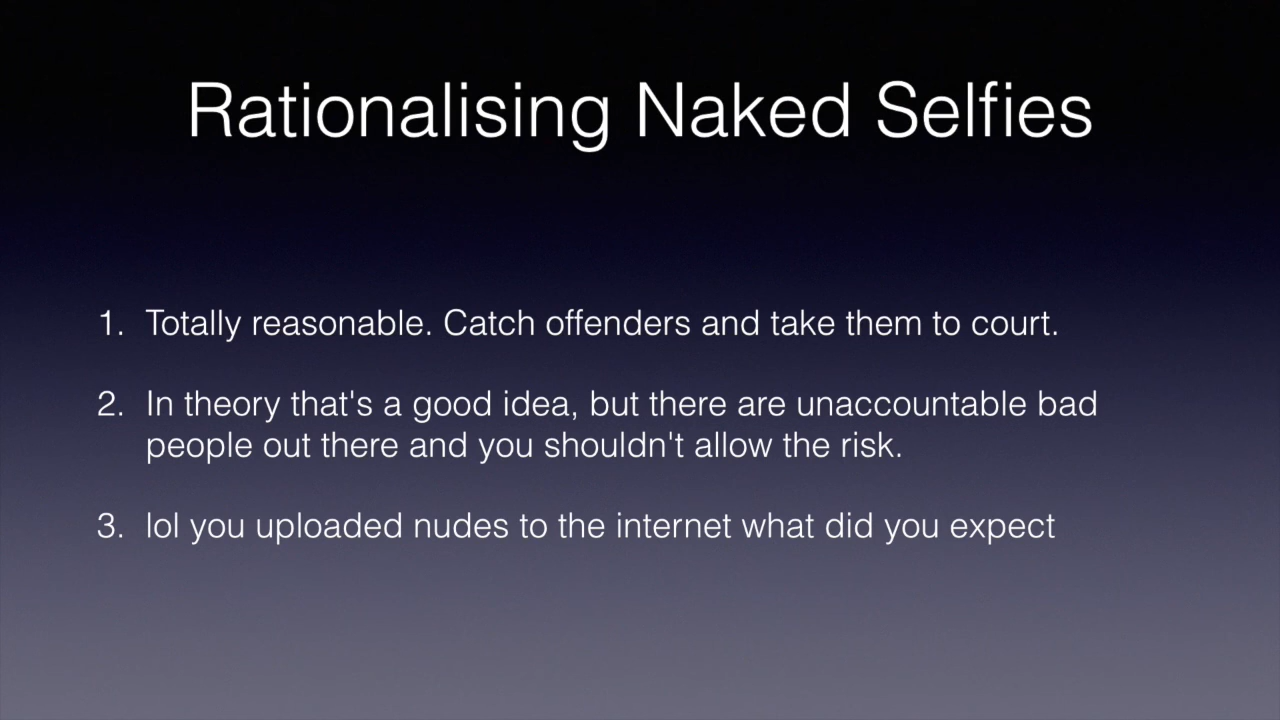 Rationalising Naked Selfies
1. Totally reasonable. Catch offenders and take them to court.
2. In theory that's a good idea, but there are unaccountable bad
people out there and you shouldn't allow the risk.
3. lol you uploaded nudes to the internet what did you expect